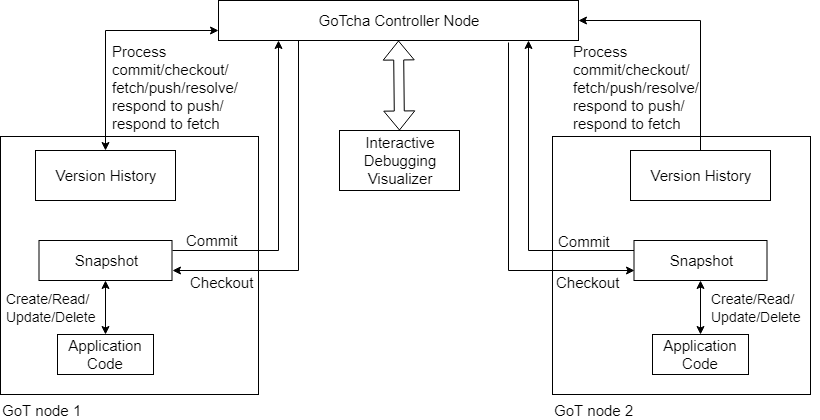 GoTcha Controller Node
Process
commit/checkout/
fetch/push/resolve/
respond to push/
respond to fetch
Process
commit/checkout/
fetch/push/resolve/
respond to push/
respond to fetch
Interactive
Debugging
Visualizer
Version History
Version History
Commit
Snapshot
Checkout
Commit
Snapshot
Checkout
Create/Read/
Update/Delete
Create/Read/
Update/Delete
Application
Code
Application
Code
GoT node 1
GoT node 2